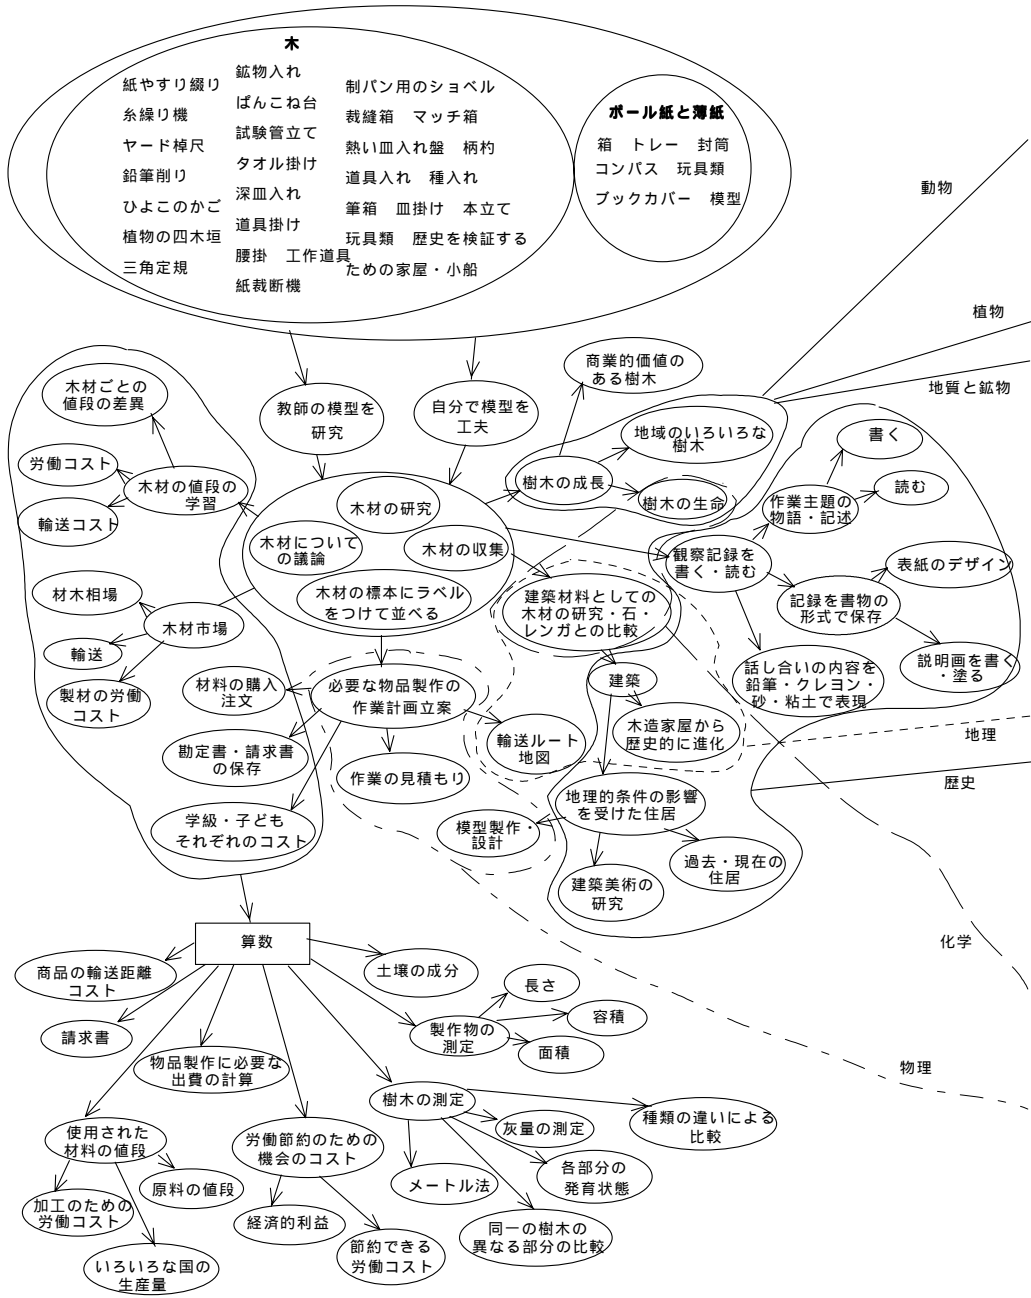 木
紙やすり綴り
糸繰り機
ヤード棹尺
鉛筆削り
ひよこのかご
植物の四木垣
三角定規
鉱物入れ
ぱんこね台
試験管立て
タオル掛け
深皿入れ
道具掛け
腰掛　工作道具
紙裁断機
制パン用のショベル
裁縫箱　マッチ箱
熱い皿入れ盤　柄杓
道具入れ　種入れ
筆箱　皿掛け　本立て
玩具類　歴史を検証する
ための家屋・小船
ボール紙と薄紙
箱　トレー　封筒
コンパス　玩具類
ブックカバー　模型
動物
植物
地質と鉱物
商業的価値の
ある樹木
木材ごとの
値段の差異
教師の模型を
研究
自分で模型を
工夫
地域のいろいろな
樹木
書く
労働コスト
木材の値段の
学習
輸送コスト
樹木の成長
樹木の生命
作業主題の
物語・記述
読む
木材の研究
木材について
の議論
木材の収集
木材の標本にラベル
をつけて並べる
観察記録を
書く・読む
表紙のデザイン
記録を書物の
形式で保存
説明画を書く
・塗る
材木相場
木材市場
輸送
製材の労働
コスト
建築材料としての
木材の研究・石・
レンガとの比較
話し合いの内容を
鉛筆・クレヨン・
砂・粘土で表現
材料の購入
注文
必要な物品製作の
作業計画立案
建築
木造家屋から
歴史的に進化
地理
勘定書・請求書
の保存
作業の見積もり
輸送ルート
地図
歴史
学級・子ども
それぞれのコスト
模型製作・
設計
地理的条件の影響
を受けた住居
過去・現在の
住居
建築美術の
研究
算数
化学
商品の輸送距離
コスト
土壌の成分
長さ
請求書
製作物の
測定
容積
面積
物品製作に必要な
出費の計算
物理
樹木の測定
種類の違いによる
比較
灰量の測定
使用された
材料の値段
労働節約のための
機会のコスト
各部分の
発育状態
メートル法
原料の値段
加工のための
労働コスト
経済的利益
同一の樹木の
異なる部分の比較
節約できる
労働コスト
いろいろな国の
生産量